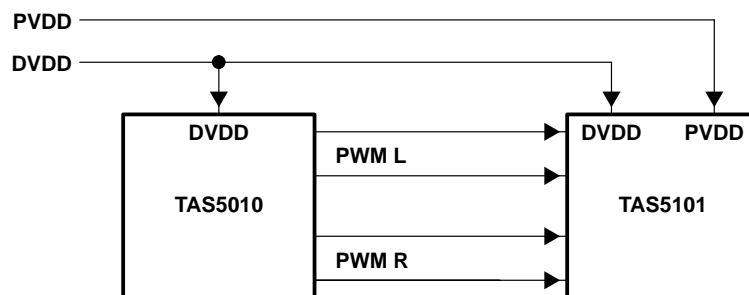 PVDD
DVDD
DVDD
DVDD PVDD
PWM L
TAS5010
TAS5101
PWM R